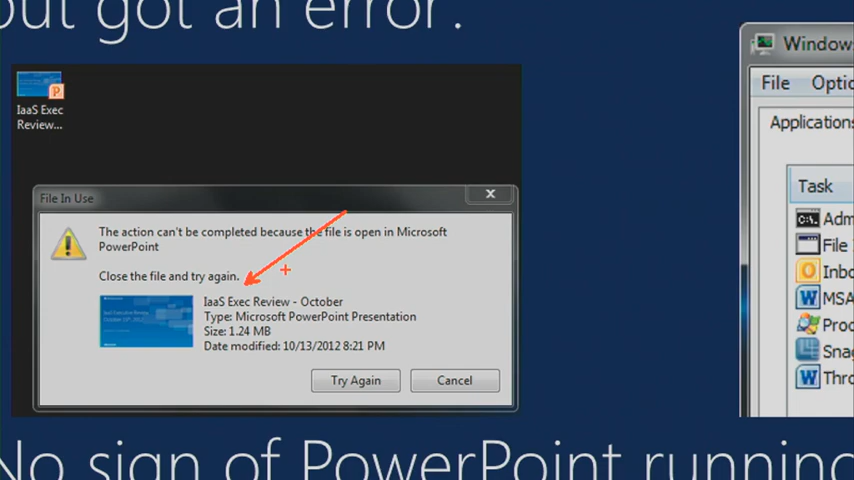 but got an error.
IaaS Exec
Review...
File In Use
The action can't be completed because the file is open in Microsoft
PowerPoint
Close the file and try again.
IaaS Exec Review - October
Type: Microsoft PowerPoint Presentation
Size: 1.24 MB
Date modified: 10/13/2012 8:21 PM
Try Again
Cancel
Window
File Optio
Applications
Task
Adm
File
Inbo
MSA
Proc
Snag
Thro
No sign of PowerPoint running